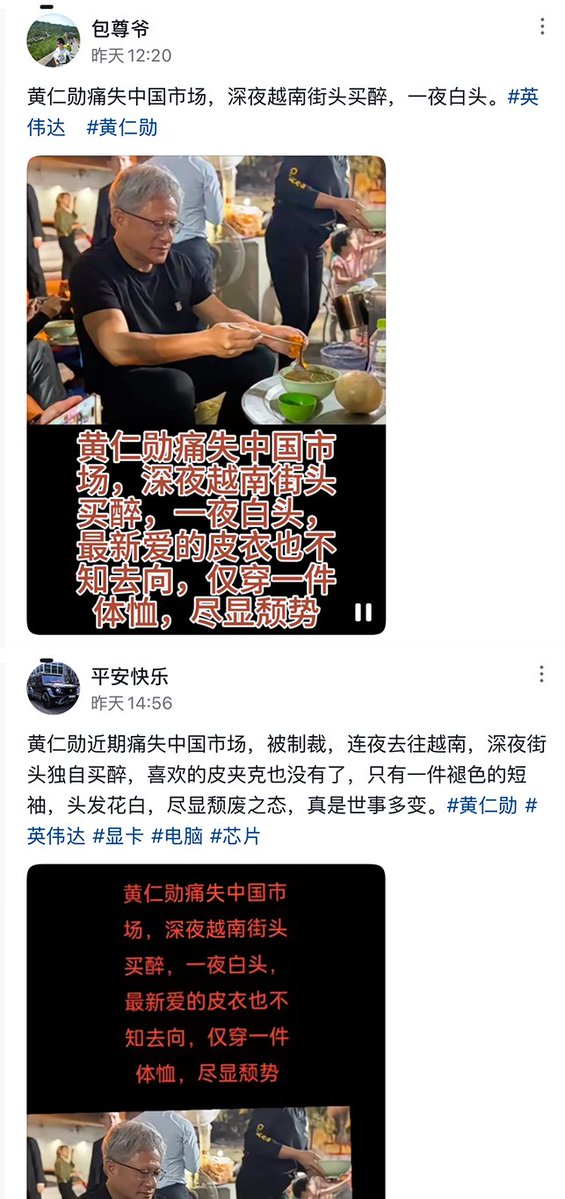 包尊爷
昨天 12:20
黄仁勋痛失中国市场，深夜越南街头买醉，一夜白头。#英
伟达 #黄仁勋
黄仁勋痛失中国市
场，深夜越南街头
买醉，一夜白头，
最新爱的皮衣也不
知去向，仅穿一件
体恤，尽显颓势
平安快乐
昨天 14:56
黄仁勋近期痛失中国市场，被制裁，连夜去往越南，深夜街
头独自买醉，喜欢的皮夹克也没有了，只有一件褪色的短
袖，头发花白，尽显颓废之态，真是世事多变。#黄仁勋 #
英伟达 #显卡 #电脑 #芯片
黄仁勋痛失中国市
场，深夜越南街头
买醉，一夜白头，
最新爱的皮衣也不
知去向，仅穿一件
体恤，尽显颓势